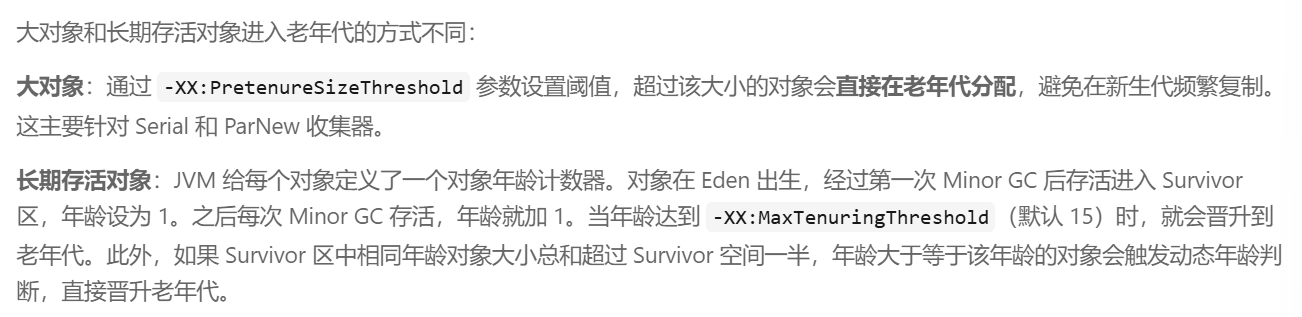 大对象和长期存活对象进入老年代的方式不同：
大对象：通过 -XX:PretenureSizeThreshold 参数设置阈值，超过该大小的对象会直接在老年代分配，避免在新生代频繁复制。
这主要针对 Serial 和 ParNew 收集器。
长期存活对象：JVM 给每个对象定义了一个对象年龄计数器。对象在 Eden 出生，经过第一次 Minor GC 后存活进入 Survivor
区，年龄设为 1。之后每次 Minor GC 存活，年龄就加 1。当年龄达到 -XX:MaxTenuringThreshold（默认 15）时，就会晋升到
老年代。此外，如果 Survivor 区中相同年龄对象大小总和超过 Survivor 空间一半，年龄大于等于该年龄的对象会触发动态年龄判
断，直接晋升老年代。